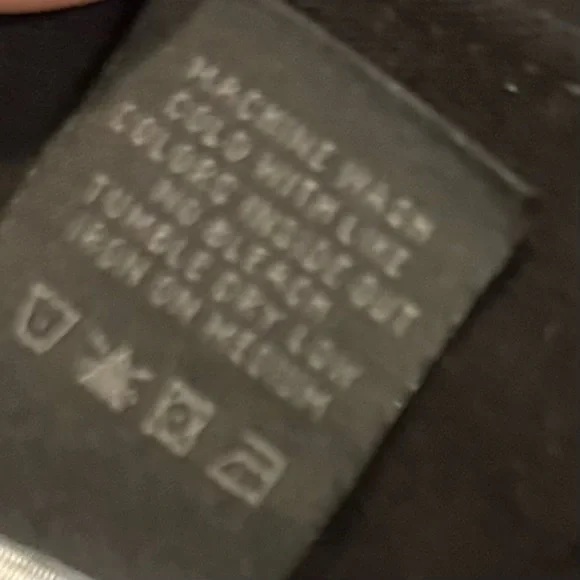 MACHINE WASH
COLD WITH LIKE
COLORS INSIDE OUT
NO BLEACH
TUMBLE DRY LOW
IRON ON MEDIUM